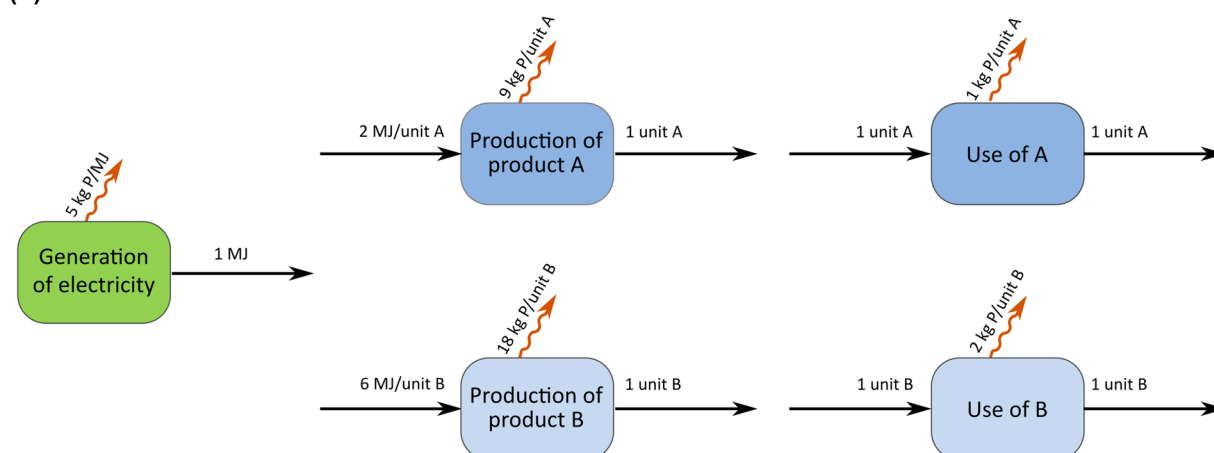 5 kg P/MJ
Generation
of electricity
1 MJ
9 kg P/unit A
2 MJ/unit A
Production of
product A
1 unit A
1 kg P/unit A
1 unit A
Use of A
1 unit A
18 kg P/unit B
6 MJ/unit B
Production of
product B
1 unit B
2 kg P/unit B
1 unit B
Use of B
1 unit B